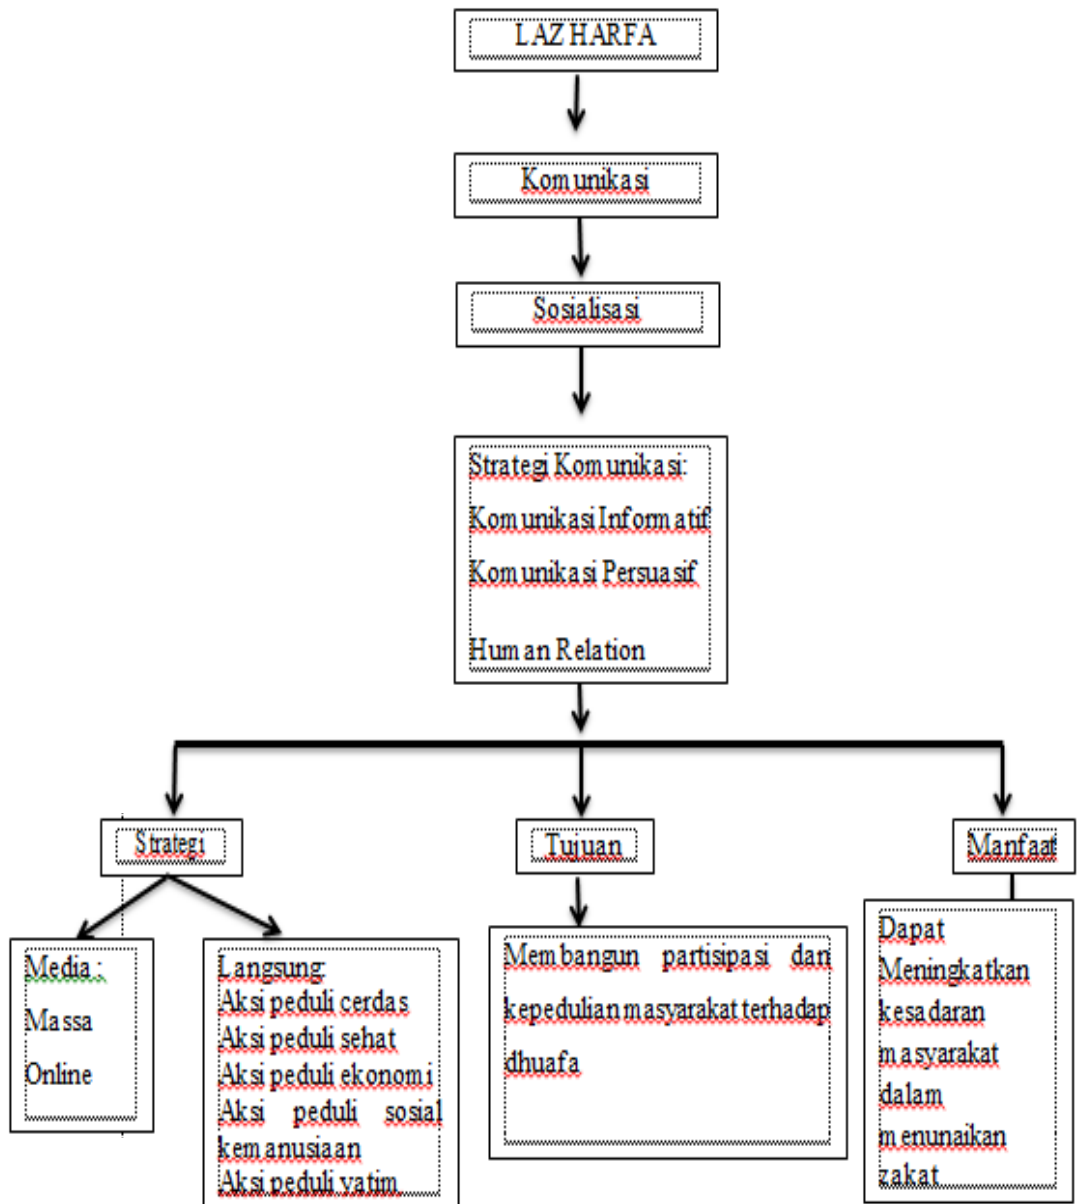 LAZ HARFA
Komunikasi
Sosialisasi
Strategi Komunikasi:
Komunikasi Informatif
Komunikasi Persuasif
Human Relation
Strategi
Tujuan
Manfaat
Media :
Massa
Online
Langsung:
Aksi peduli cerdas
Aksi peduli sehat
Aksi peduli ekonomi
Aksi peduli sosial
kemanusiaan
Aksi peduli yatim
Membangun partisipasi dan
kepedulian masyarakat terhadap
dhuafa
Dapat
Meningkatkan
kesadaran
masyarakat
dalam
menunaikan
zakat